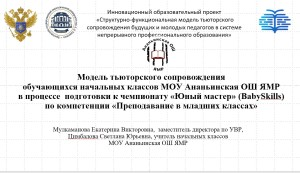 Инновационный образовательный проект
«Структурно-функциональная модель тьюторского
сопровождения будущих и молодых педагогов в системе
непрерывного профессионального образования»
Модель тьюторского сопровождения
обучающихся начальных классов МОУ Ананьинская ОШ ЯМР
в процессе подготовки к чемпионату «Юный мастер» (BabySkills)
по компетенции «Преподавание в младших классах»
Екатерина Викторовна, заместитель директора по УВР,
Светлана Юрьевна, учитель начальных классов
МОУ Ананьинская ОШ ЯМР